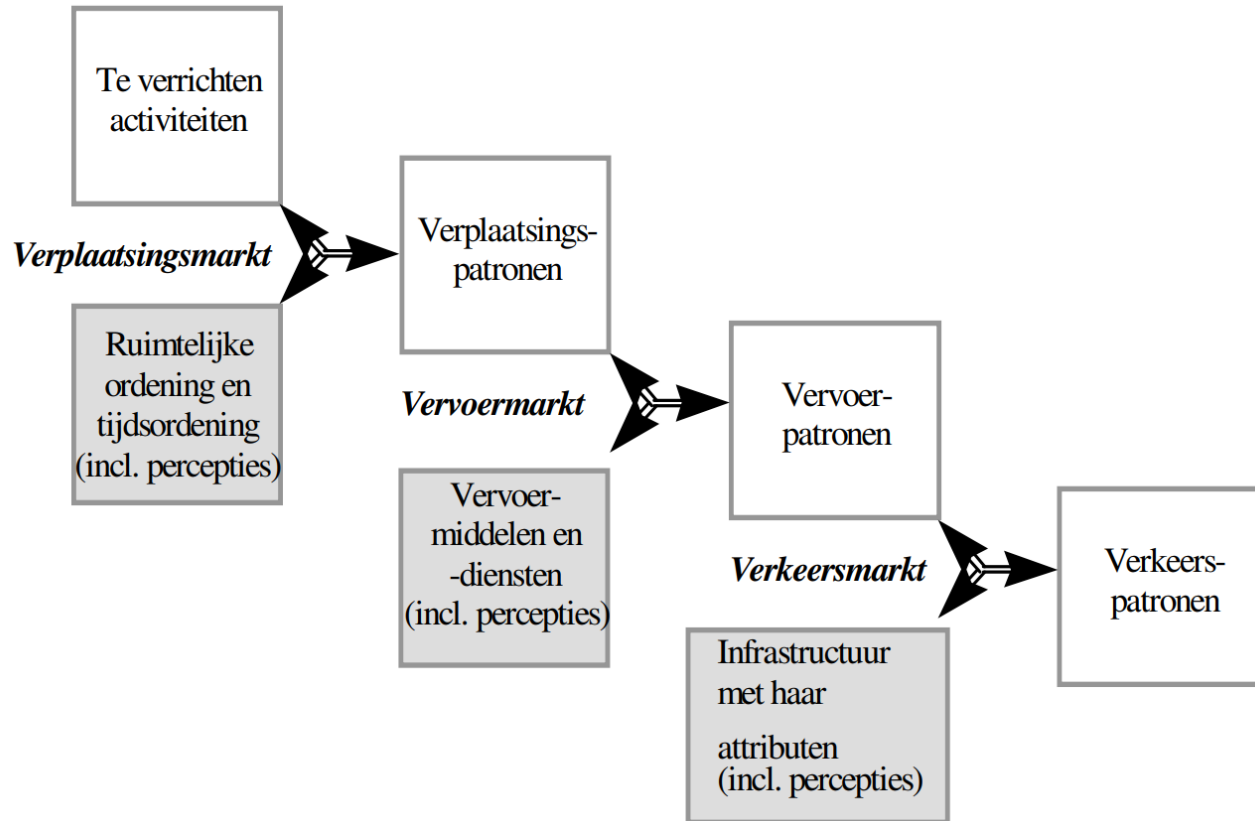 Te verrichten
activiteiten
Verplaatsingsmarkt
Ruimtelijke
ordening en
tijdsordening
(incl. percepties)
Verplaatsings-
patronen
Vervoermarkt
Vervoer-
middelen en
-diensten
(incl. percepties)
Vervoer-
patronen
Verkeersmarkt
Infrastructuur
met haar
attributen
(incl. percepties)
Verkeers-
patronen